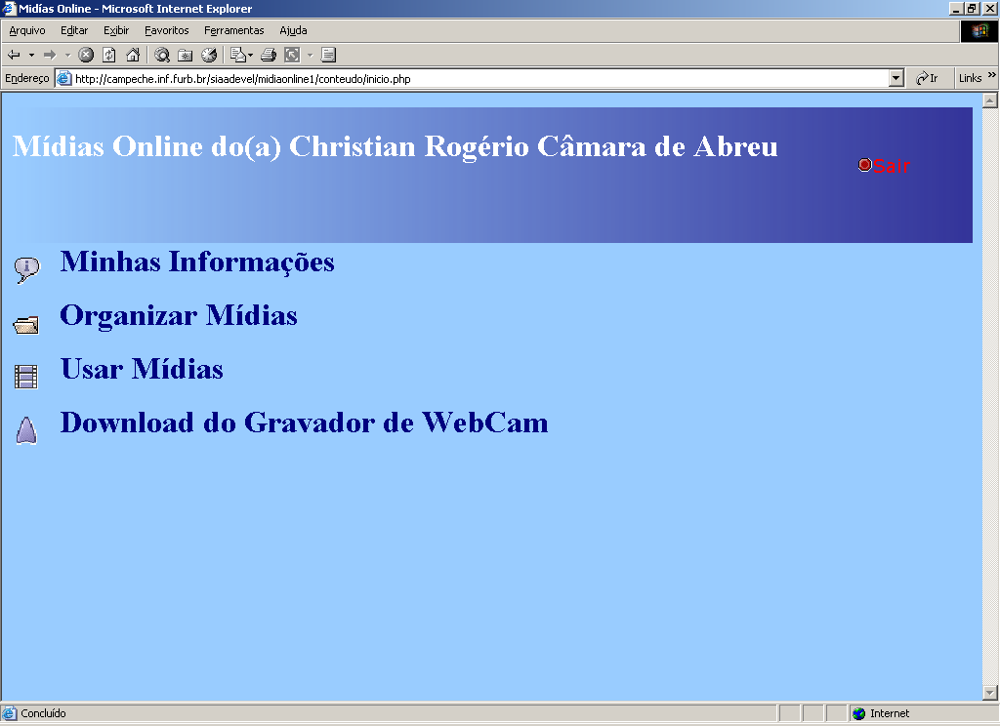 Midías Online - Microsoft Internet Explorer
Arquivo Editar Exibir Favoritos Ferramentas Ajuda
Endereço http://campeche.inf.furb.br/siaadevel/midiaonline1/conteudo/inicio.php Ir Links »
Mídias Online do(a) Christian Rogério Câmara de Abreu
Sair
Minhas Informações
Organizar Mídias
Usar Mídias
Download do Gravador de WebCam
Concluído Internet